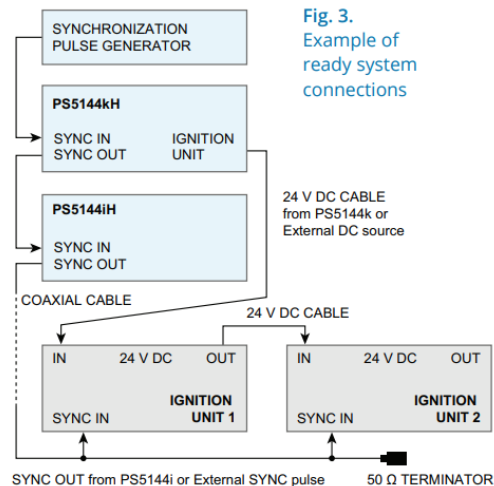 Fig. 3.
Example of
ready system
connections
SYNCHRONIZATION
PULSE GENERATOR
PS5144kH
SYNC IN IGNITION
SYNC OUT UNIT
PS5144iH
SYNC IN
SYNC OUT
24 V DC CABLE
from PS5144k or
External DC source
COAXIAL CABLE
24 V DC CABLE
IN 24 V DC OUT
IGNITION
SYNC IN UNIT 1
IN 24 V DC OUT
IGNITION
SYNC IN UNIT 2
SYNC OUT from PS5144i or External SYNC pulse
50 Ω TERMINATOR